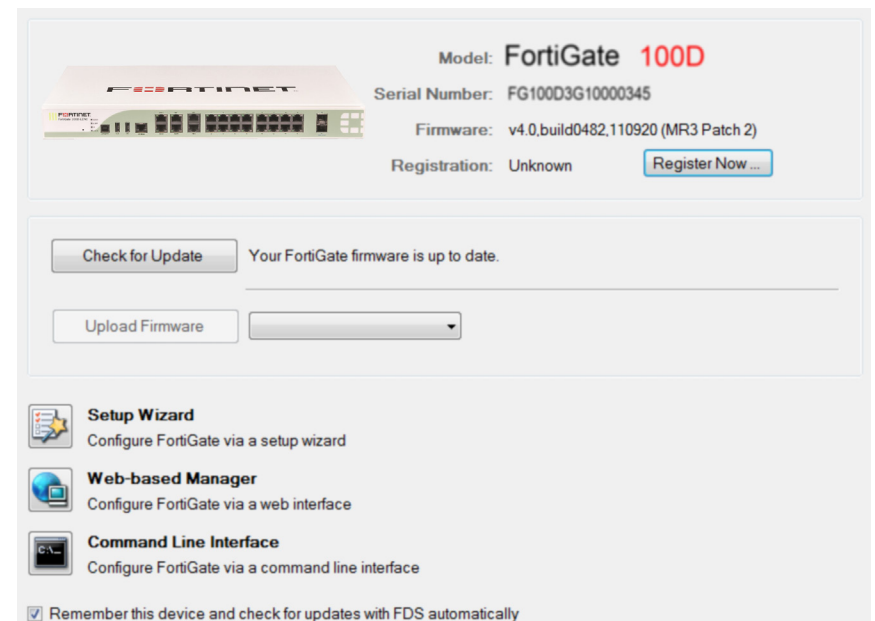 Model: FortiGate 100D
FORTINET
Serial Number: FG100D3G10000345
FORTINET
Firmware: v4.0,build0482,110920 (MR3 Patch 2)
Registration: Unknown Register Now ...
Check for Update Your FortiGate firmware is up to date.
Upload Firmware
Setup Wizard
Configure FortiGate via a setup wizard
Web-based Manager
Configure FortiGate via a web interface
C:\_
Command Line Interface
Configure FortiGate via a command line interface
Remember this device and check for updates with FDS automatically